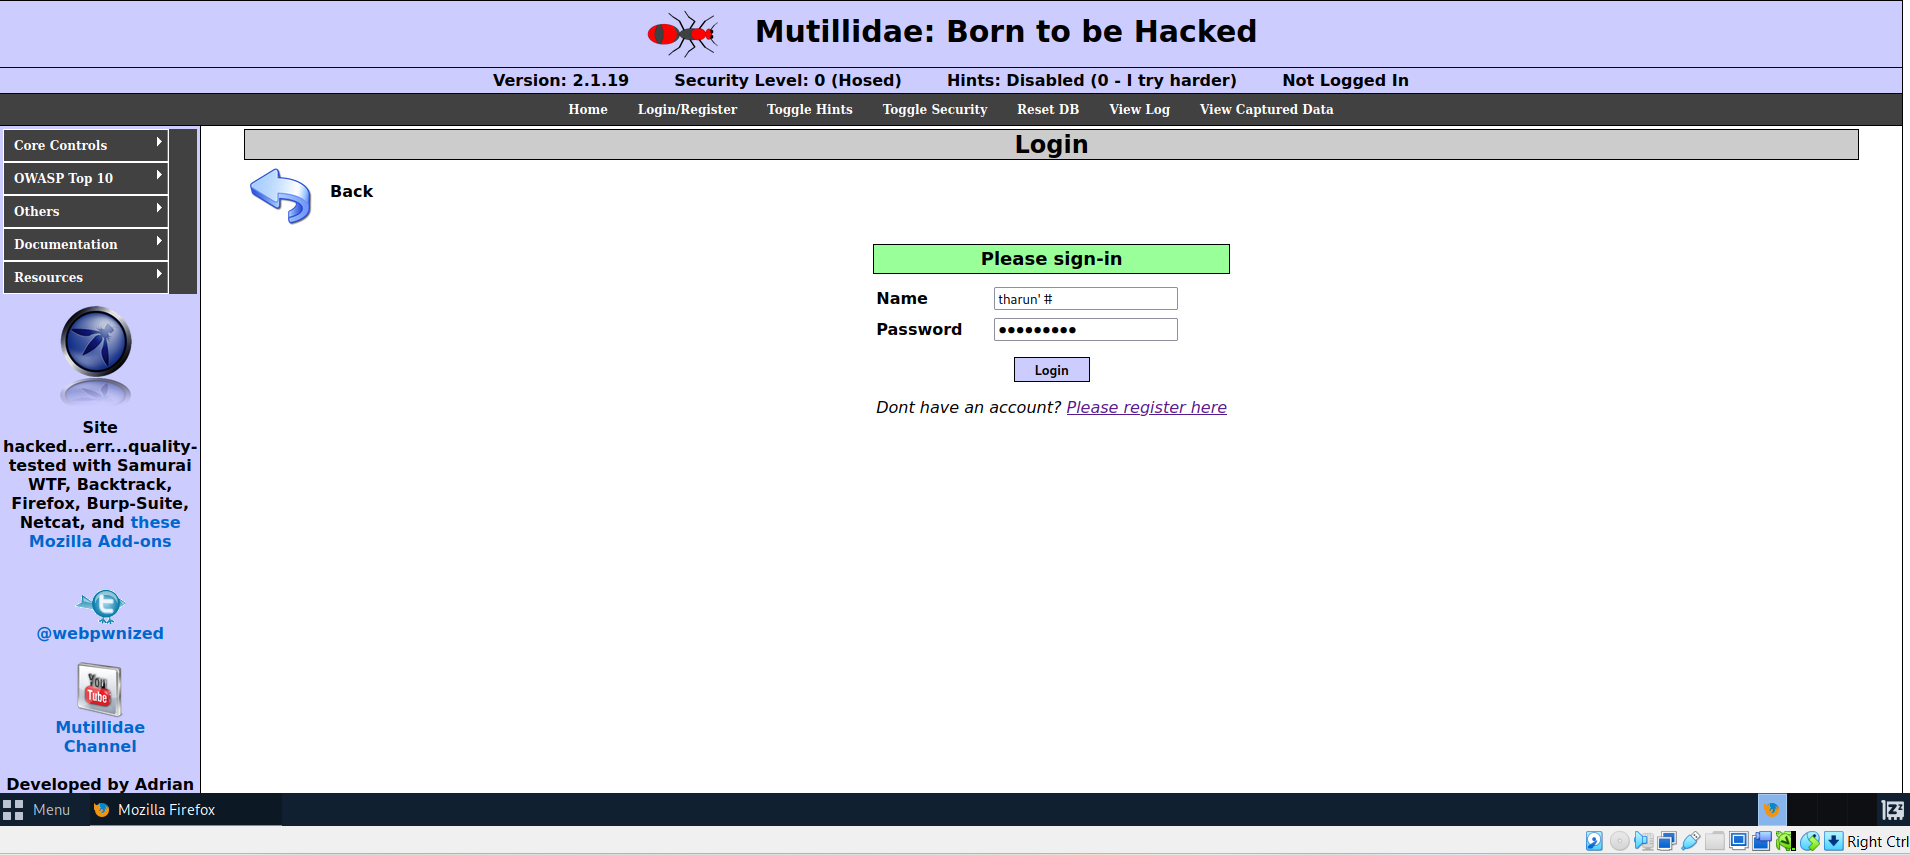 Mutillidae: Born to be Hacked
Version: 2.1.19 Security Level: 0 (Hosed) Hints: Disabled (0 - I try harder) Not Logged In
Home Login/Register Toggle Hints Toggle Security Reset DB View Log View Captured Data
Core Controls
OWASP Top 10
Others
Documentation
Resources
Site
hacked...err...quality-
tested with Samurai
WTF, Backtrack,
Firefox, Burp-Suite,
Netcat, and these
Mozilla Add-ons
@webpwnized
You
Tube
Mutillidae
Channel
Developed by Adrian
Login
Back
Please sign-in
Name tharun' #
Password
Login
Dont have an account? Please register here
Menu Mozilla Firefox
Right Ctrl